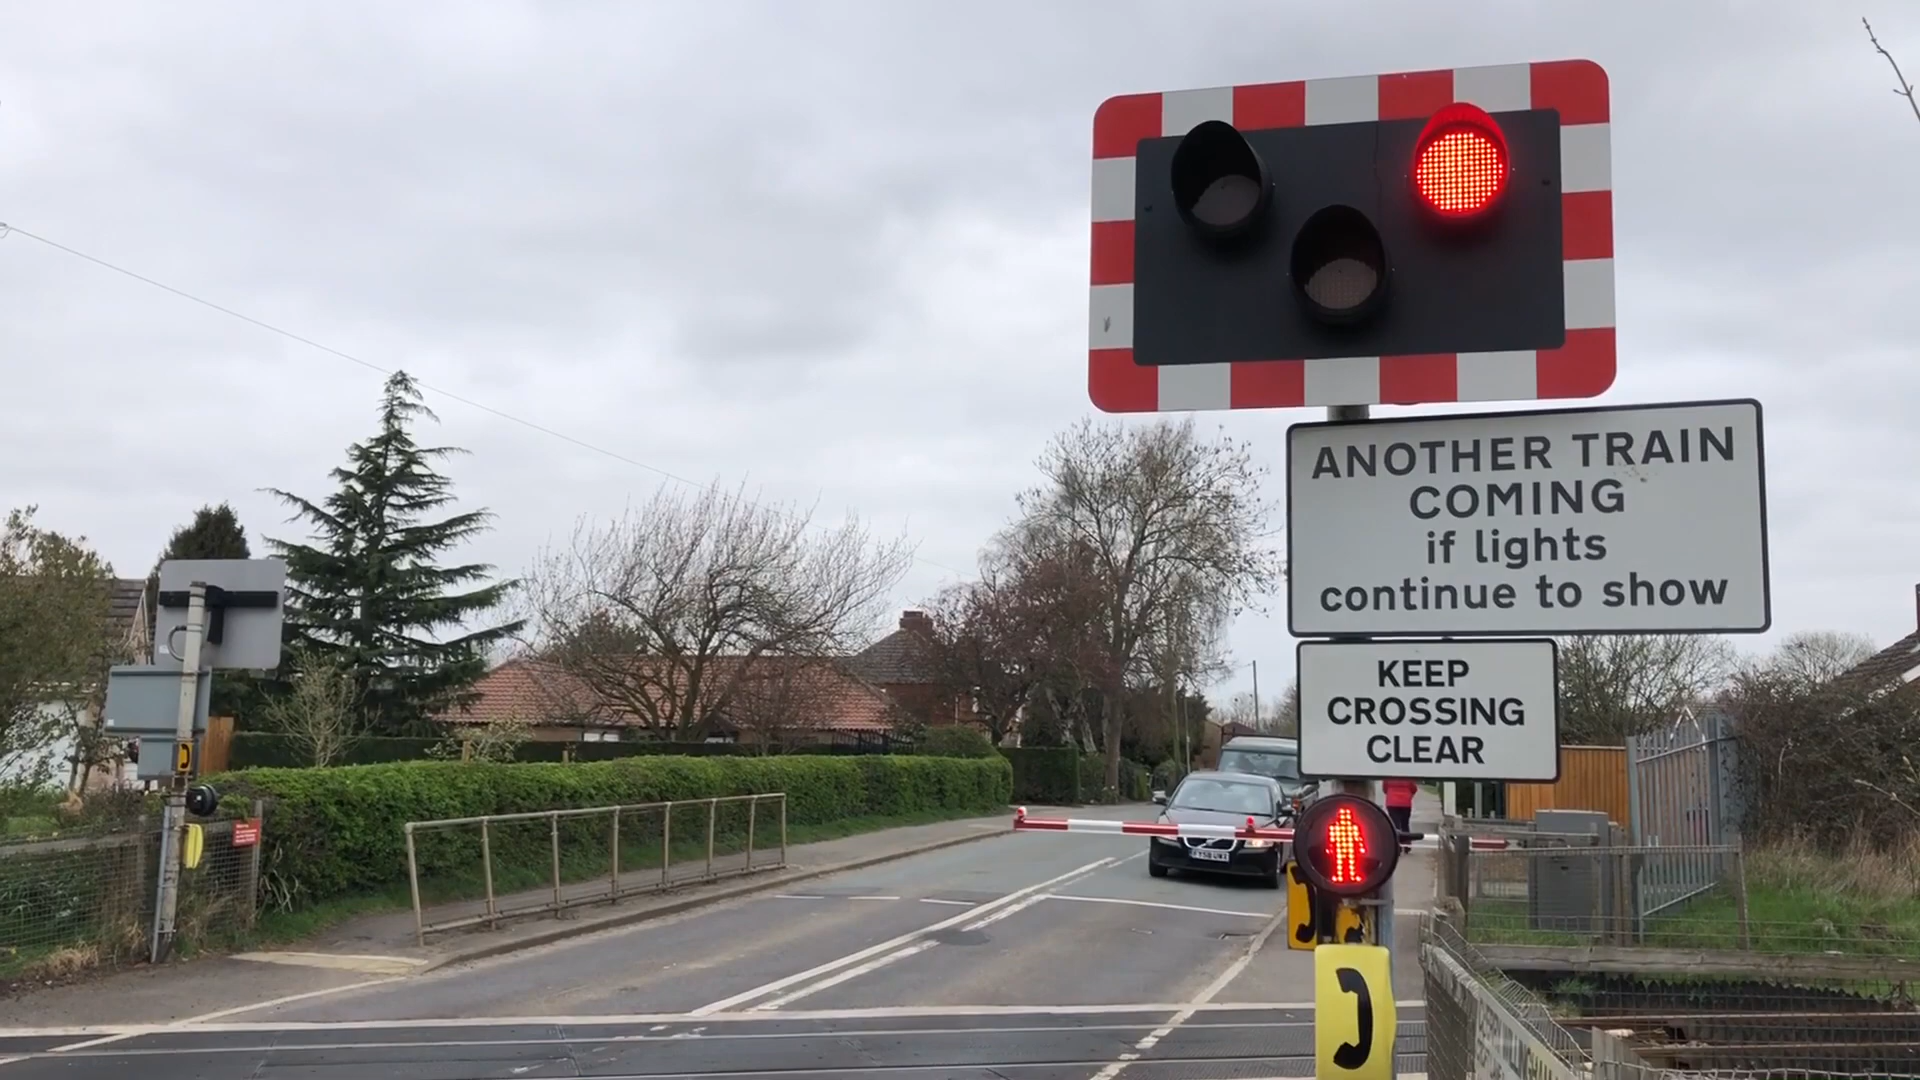 ANOTHER TRAIN
COMING
if lights
continue to show
KEEP
CROSSING
CLEAR